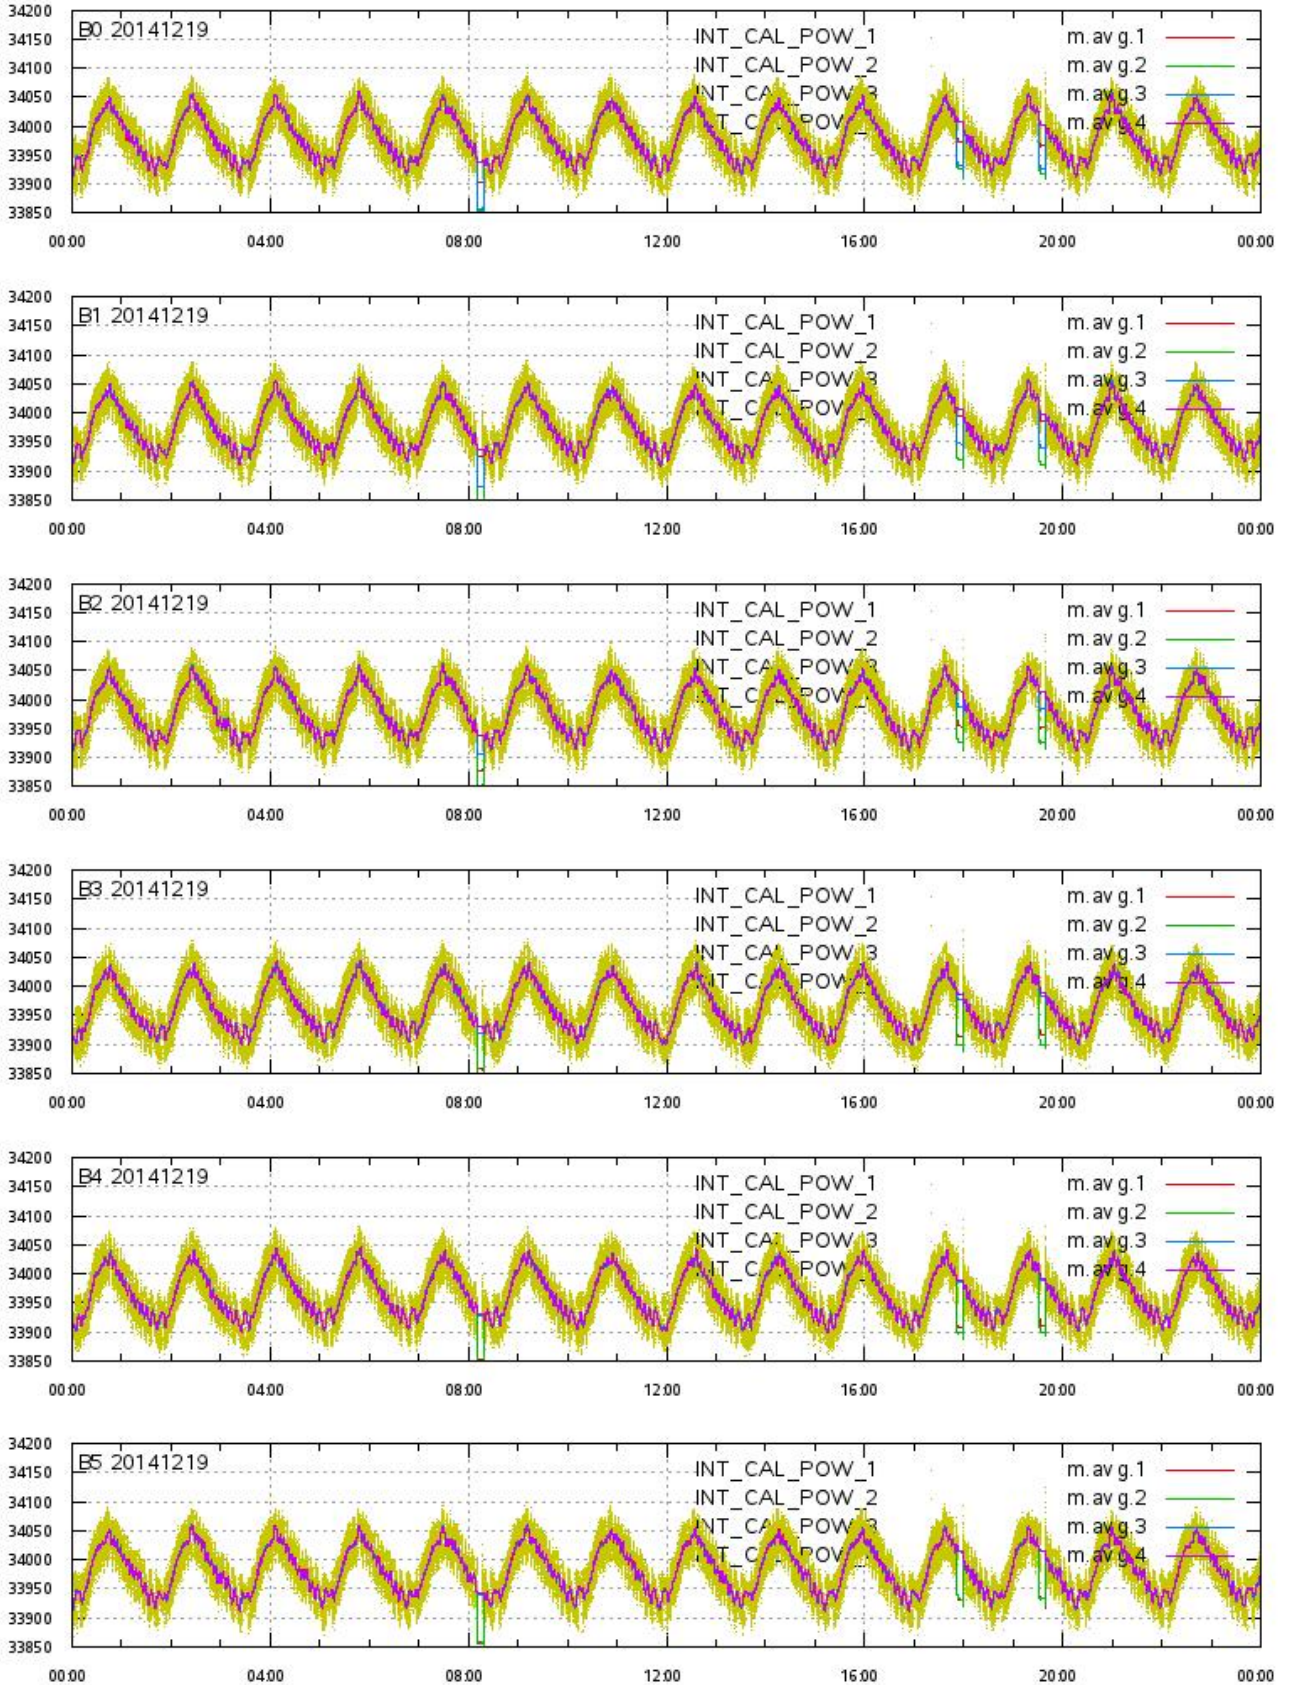 34200
34150 B0 20141219 INT_CAL_POW_1 m.avg.1
34100 INT_CAL_POW_2 m.avg.2
34050 INT_CAL_POW_3 m.avg.3
34000 m.avg.4
33950
33900
33850
00:00 04:00 08:00 12:00 16:00 20:00 00:00
34200
34150 B1 20141219 INT_CAL_POW_1 m.avg.1
34100 INT_CAL_POW_2 m.avg.2
34050 INT_CAL_POW_3 m.avg.3
34000 m.avg.4
33950
33900
33850
00:00 04:00 08:00 12:00 16:00 20:00 00:00
34200
34150 B2 20141219 INT_CAL_POW_1 m.avg.1
34100 INT_CAL_POW_2 m.avg.2
34050 INT_CAL_POW_3 m.avg.3
34000 m.avg.4
33950
33900
33850
00:00 04:00 08:00 12:00 16:00 20:00 00:00
34200
34150 B3 20141219 INT_CAL_POW_1 m.avg.1
34100 INT_CAL_POW_2 m.avg.2
34050 INT_CAL_POW_3 m.avg.3
34000 m.avg.4
33950
33900
33850
00:00 04:00 08:00 12:00 16:00 20:00 00:00
34200
34150 B4 20141219 INT_CAL_POW_1 m.avg.1
34100 INT_CAL_POW_2 m.avg.2
34050 INT_CAL_POW_3 m.avg.3
34000 m.avg.4
33950
33900
33850
00:00 04:00 08:00 12:00 16:00 20:00 00:00
34200
34150 B5 20141219 INT_CAL_POW_1 m.avg.1
34100 INT_CAL_POW_2 m.avg.2
34050 INT_CAL_POW_3 m.avg.3
34000 m.avg.4
33950
33900
33850
00:00 04:00 08:00 12:00 16:00 20:00 00:00